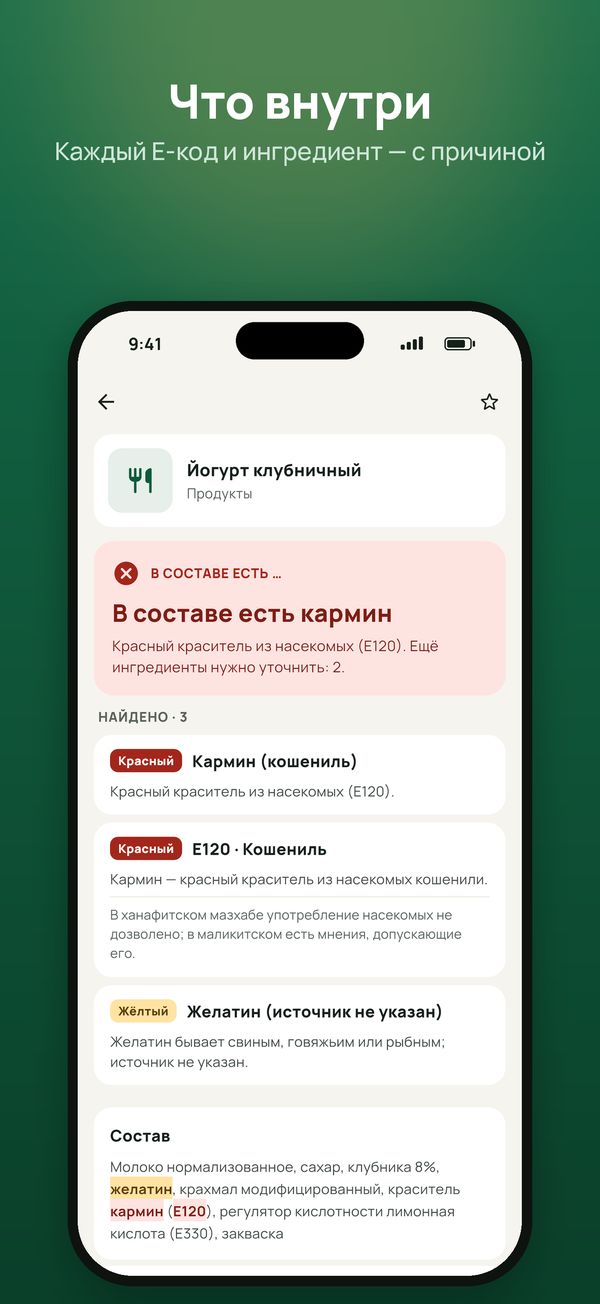 Что внутри
Каждый Е-код и ингредиент — с причиной
9:41
Йогурт клубничный
Продукты
В СОСТАВЕ ЕСТЬ …
В составе есть кармин
Красный краситель из насекомых (Е120). Ещё
ингредиенты нужно уточнить: 2.
НАЙДЕНО · 3
Красный Кармин (кошениль)
Красный краситель из насекомых (Е120).
Красный E120 · Кошениль
Кармин — красный краситель из насекомых кошенили.
В ханафитском мазхабе употребление насекомых не
дозволено; в маликитском есть мнения, допускающие
его.
Жёлтый Желатин (источник не указан)
Желатин бывает свиным, говяжьим или рыбным;
источник не указан.
Состав
Молоко нормализованное, сахар, клубника 8%,
желатин, крахмал модифицированный, краситель
кармин (Е120), регулятор кислотности лимонная
кислота (Е330), закваска